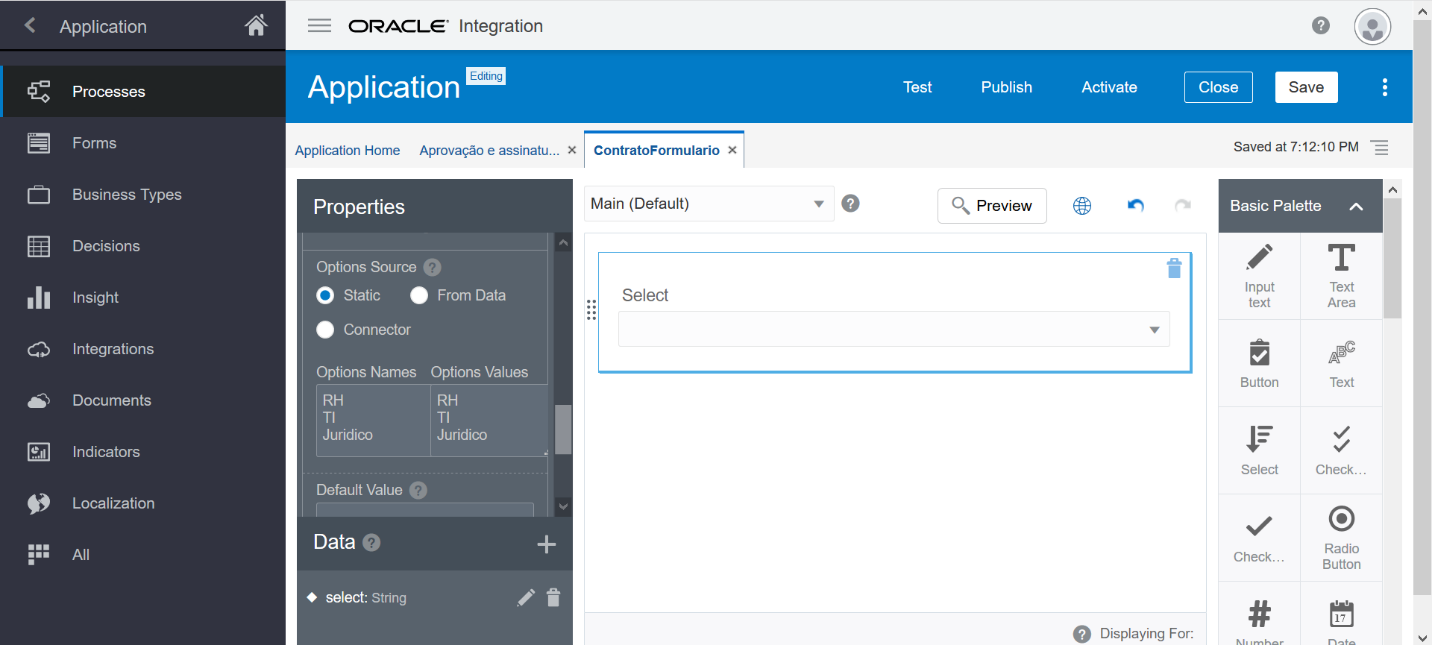 Application
Processes
Forms
Business Types
Decisions
Insight
Integrations
Documents
Indicators
Localization
All
ORACLE® Integration
?
Application Editing
Test Publish Activate Close Save
Application Home Aprovação e assinatu... × ContratoFormulario ×
Saved at 7:12:10 PM
Properties
Options Source ?
Static From Data
Connector
Options Names Options Values
RH RH
TI TI
Juridico Juridico
Default Value ?
Data ? +
select: String
Main (Default) ?
Preview
Select
? Displaying For:
Basic Palette
Input
text
Text
Area
Button
ABC
Text
Select
Check...
Check...
Radio
Button
#
Number
17
Date